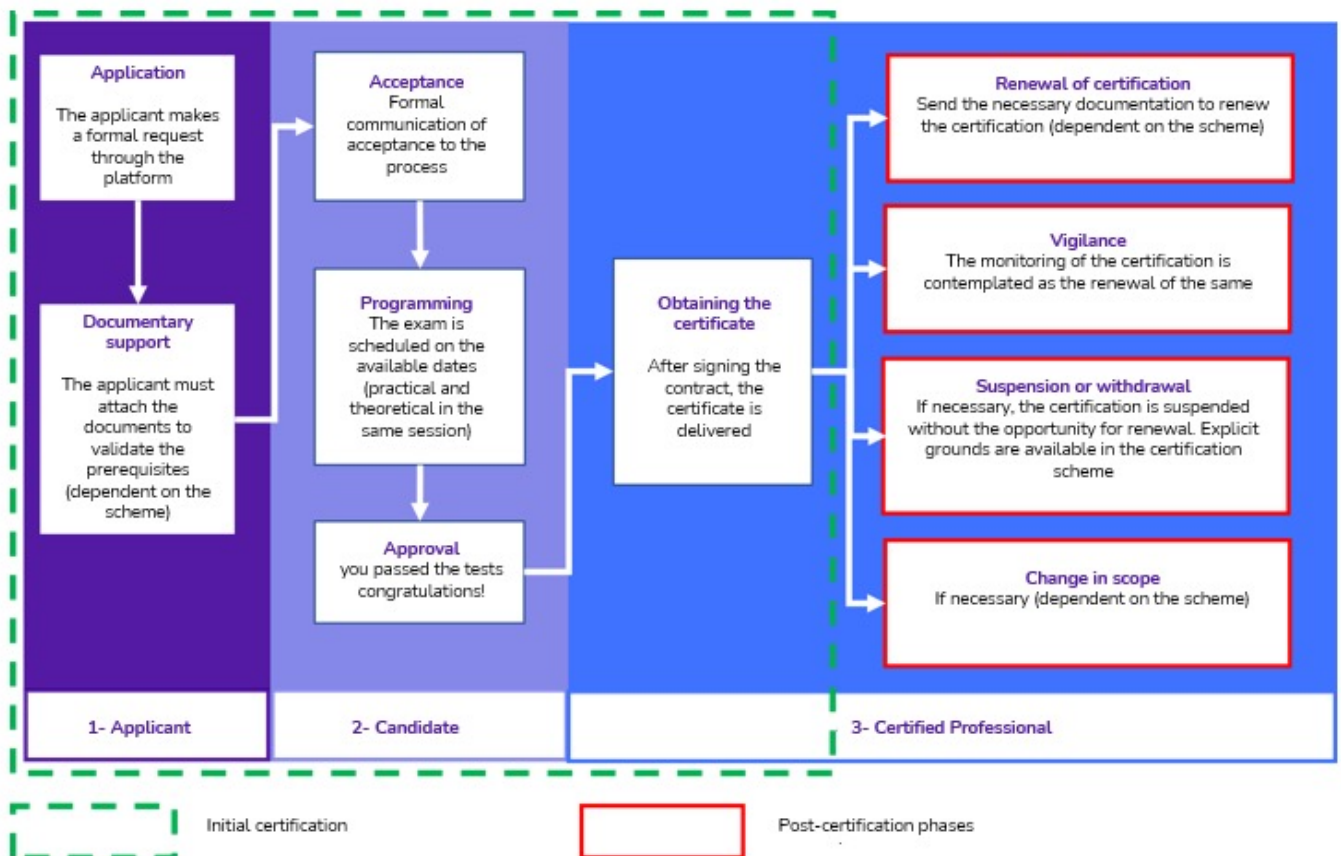 Application
The applicant makes
a formal request
through the
platform
Documentary
support
The applicant must
attach the
documents to
validate the
prerequisites
(dependent on the
scheme)
Acceptance
Formal
communication of
acceptance to the
process
Programming
The exam is
scheduled on the
available dates
(practical and
theoretical in the
same session)
Approval
you passed the tests
congratulations!
Obtaining the
certificate
After signing the
contract, the
certificate is
delivered
Renewal of certification
Send the necessary documentation to renew
the certification (dependent on the scheme)
Vigilance
The monitoring of the certification is
contemplated as the renewal of the same
Suspension or withdrawal
If necessary, the certification is suspended
without the opportunity for renewal. Explicit
grounds are available in the certification
scheme
Change in scope
If necessary (dependent on the scheme)
1- Applicant
2- Candidate
3- Certified Professional
Initial certification
Post-certification phases